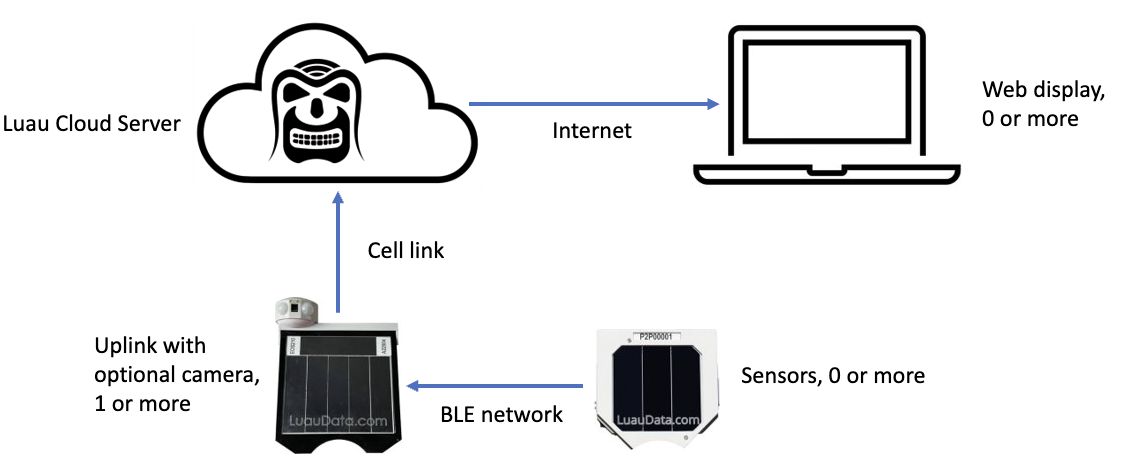 Luau Cloud Server
Internet
Web display,
0 or more
Cell link
Uplink with
optional camera,
1 or more
LuauData.com
BLE network
P2P00001
LuauData.com
Sensors, 0 or more